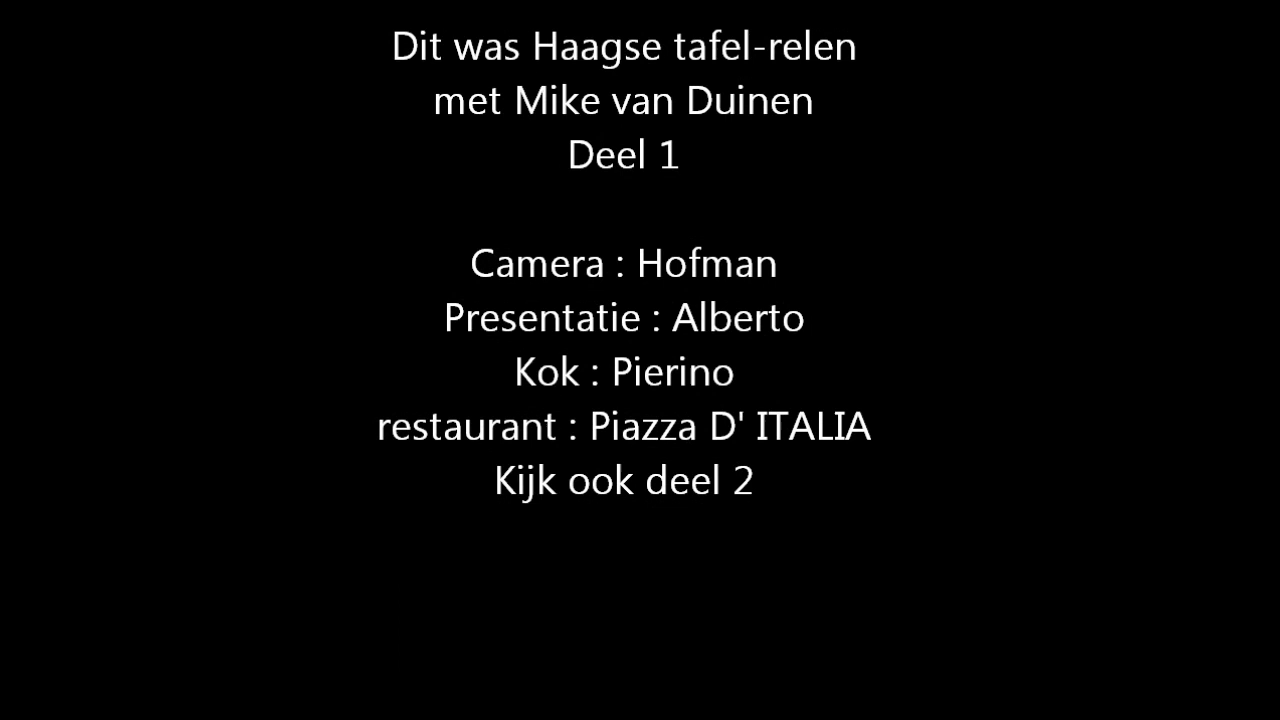 Dit was Haagse tafel-relen
met Mike van Duinen
Deel 1
Camera : Hofman
Presentatie : Alberto
Kok : Pierino
restaurant : Piazza D' ITALIA
Kijk ook deel 2